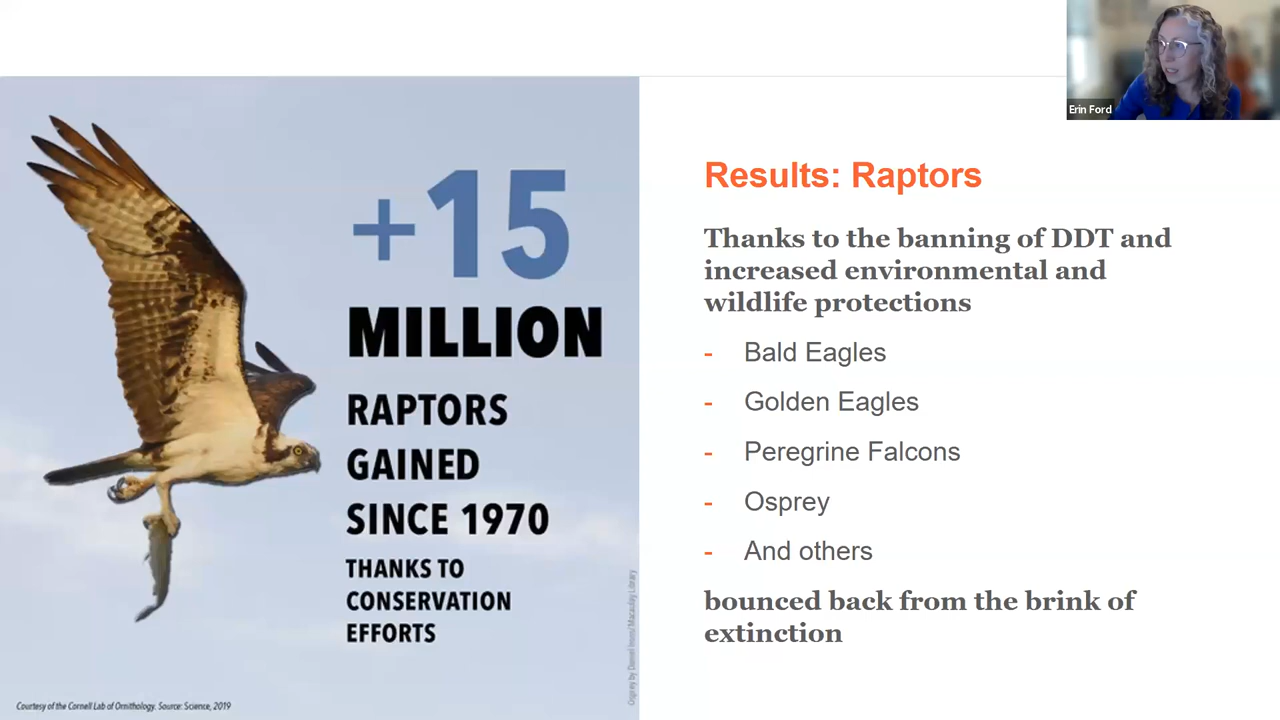 Erin Ford
+15
MILLION
RAPTORS
GAINED
SINCE 1970
THANKS TO
CONSERVATION
EFFORTS
Courtesy of the Cornell Lab of Ornithology. Source: Science, 2019
Results: Raptors
Thanks to the banning of DDT and
increased environmental and
wildlife protections
- Bald Eagles
- Golden Eagles
- Peregrine Falcons
- Osprey
- And others
bounced back from the brink of
extinction